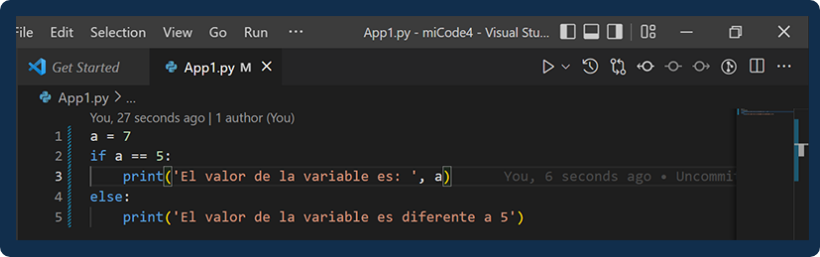 File Edit Selection View Go Run ··· App1.py - miCode4 - Visual Stu...
Get Started App1.py M
App1.py > ...
You, 27 seconds ago | 1 author (You)
1 a = 7
2 if a == 5:
3 print('El valor de la variable es: ', a) You, 6 seconds ago • Uncommit
4 else:
5 print('El valor de la variable es diferente a 5')